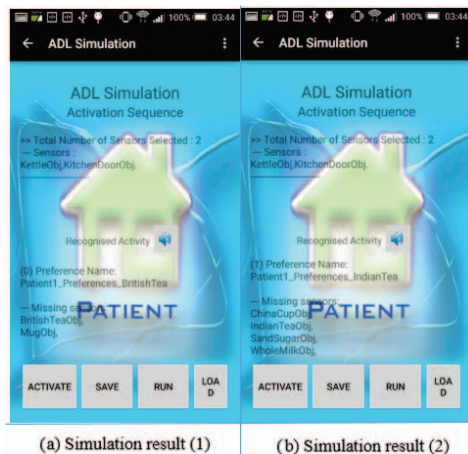 100% 03:44
ADL Simulation
ADL Simulation
Activation Sequence
>> Total Number of Sensors Selected : 2
--- Sensors :
KettleObj,KitchenDoorObj,
Recognised Activity
(0) Preference Name:
Patient1_Preferences_BritishTea
PATIENT
--- Missing sensors:
BritishTeaObj,
MugObj,
ACTIVATE
SAVE
RUN
LOA
D
(a) Simulation result (1)
100% 03:44
ADL Simulation
ADL Simulation
Activation Sequence
>> Total Number of Sensors Selected : 2
--- Sensors :
KettleObj,KitchenDoorObj,
Recognised Activity
(1) Preference Name:
Patient1_Preferences_IndianTea
PATIENT
--- Missing sensors:
ChinaCupObj,
IndianTeaObj,
SandSugarObj,
WholeMilkObj,
ACTIVATE
SAVE
RUN
LOA
D
(b) Simulation result (2)